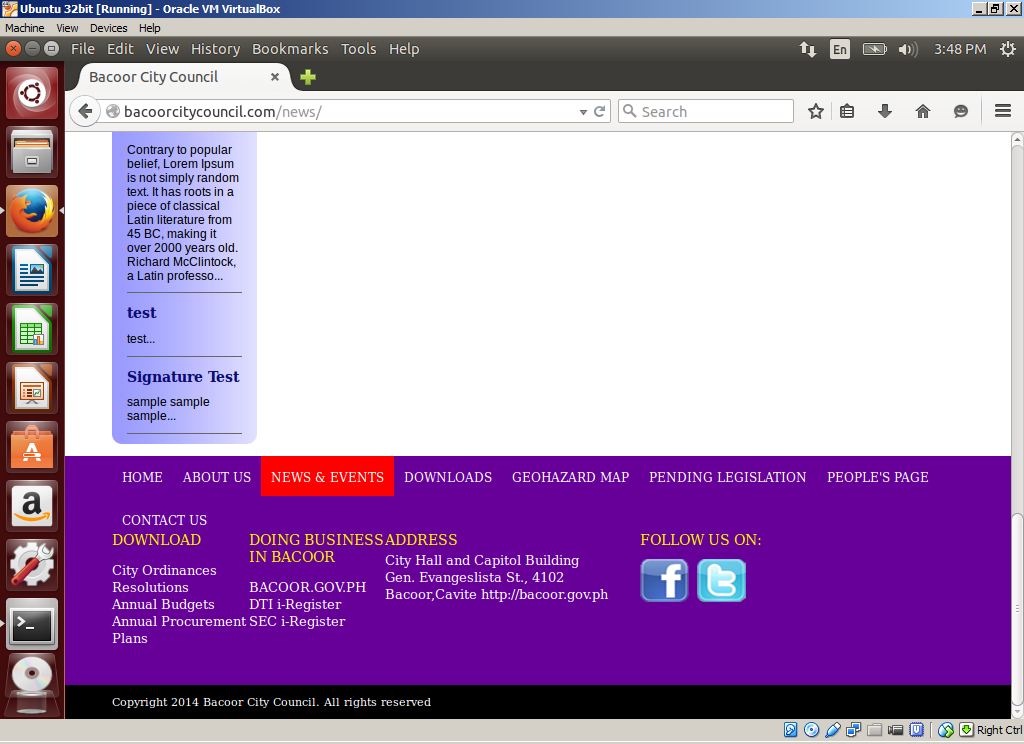 Ubuntu 32bit [Running] - Oracle VM VirtualBox
Machine View Devices Help
File Edit View History Bookmarks Tools Help
En
3:48 PM
Bacoor City Council
bacoorcitycouncil.com/news/
Search
Contrary to popular
belief, Lorem Ipsum
is not simply random
text. It has roots in a
piece of classical
Latin literature from
45 BC, making it
over 2000 years old.
Richard McClintock,
a Latin professo...
test
test...
Signature Test
sample sample
sample...
HOME ABOUT US NEWS & EVENTS DOWNLOADS GEOHAZARD MAP PENDING LEGISLATION PEOPLE'S PAGE
CONTACT US
DOWNLOAD
City Ordinances
Resolutions
Annual Budgets
Annual Procurement
Plans
DOING BUSINESS
IN BACOOR
BACOOR.GOV.PH
DTI i-Register
SEC i-Register
ADDRESS
City Hall and Capitol Building
Gen. Evangeslista St., 4102
Bacoor,Cavite http://bacoor.gov.ph
FOLLOW US ON:
Copyright 2014 Bacoor City Council. All rights reserved
Right Ctrl